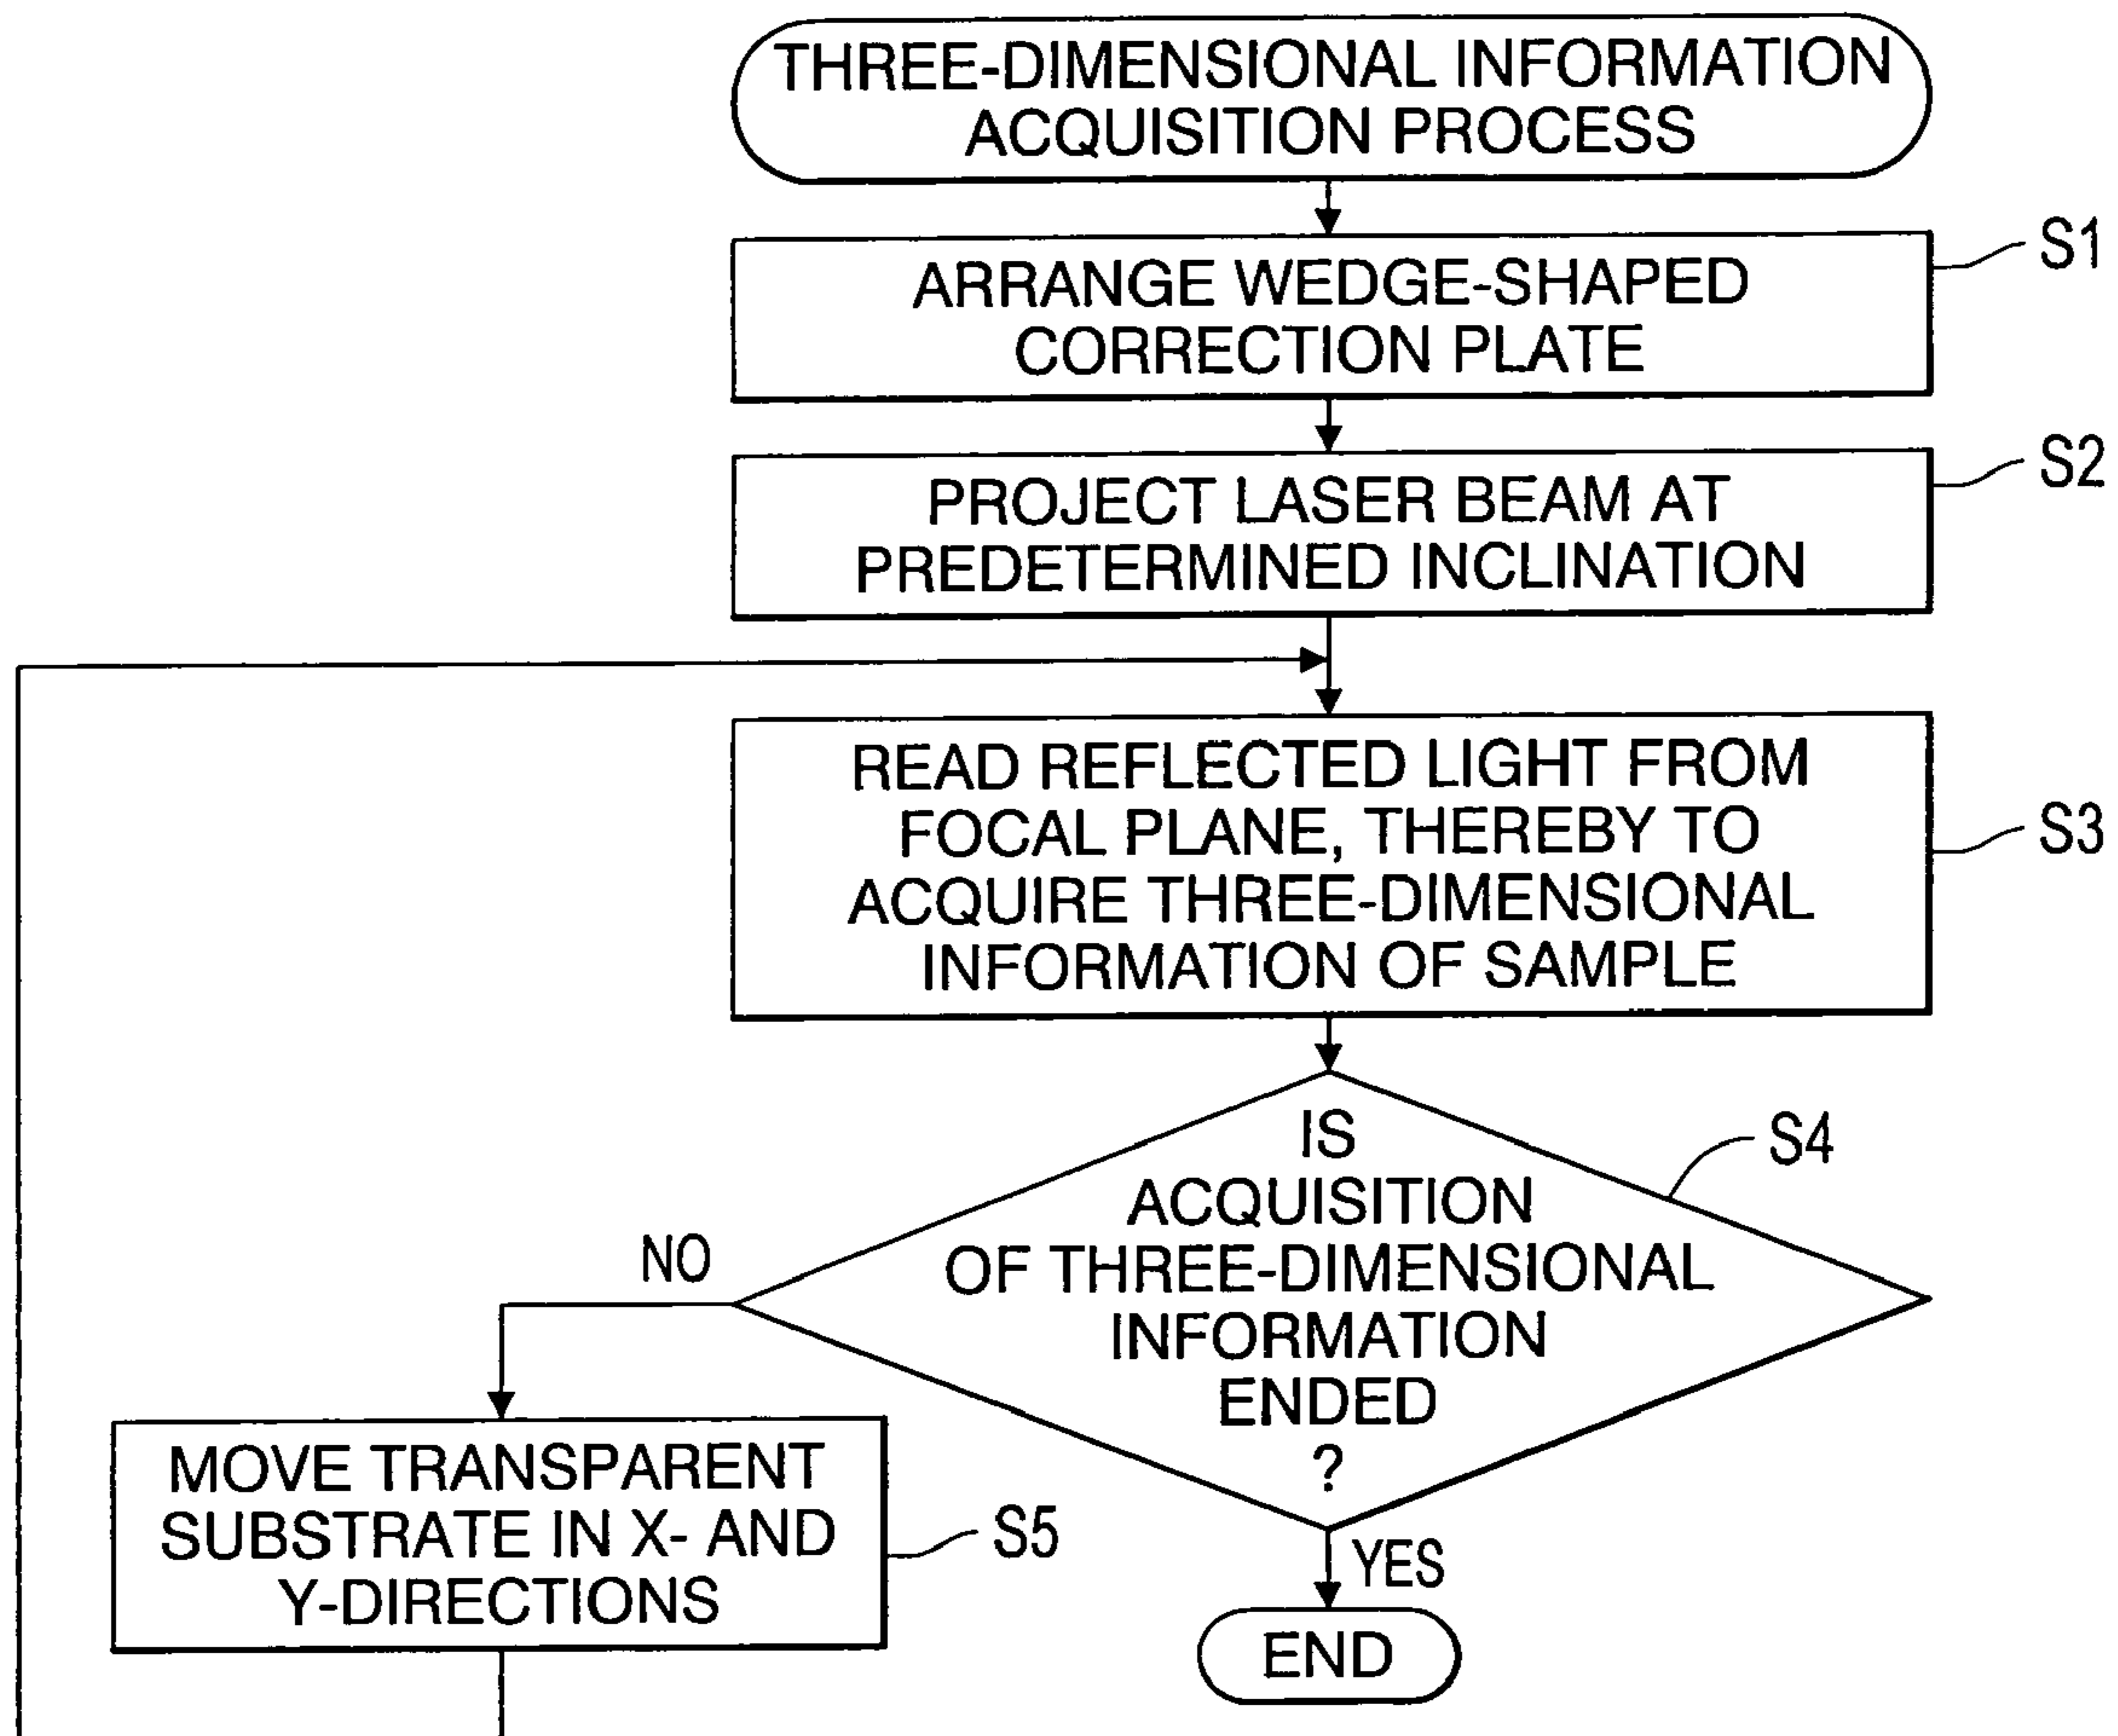 THREE-DIMENSIONAL INFORMATION
ACQUISITION PROCESS
S1
ARRANGE WEDGE-SHAPED
CORRECTION PLATE
S2
PROJECT LASER BEAM AT
PREDETERMINED INCLINATION
READ REFLECTED LIGHT FROM
FOCAL PLANE, THEREBY TO
ACQUIRE THREE-DIMENSIONAL
INFORMATION OF SAMPLE
S3
IS
ACQUISITION
OF THREE-DIMENSIONAL
INFORMATION
ENDED
?
S4
NO
MOVE TRANSPARENT
SUBSTRATE IN X- AND
Y-DIRECTIONS
S5
YES
END